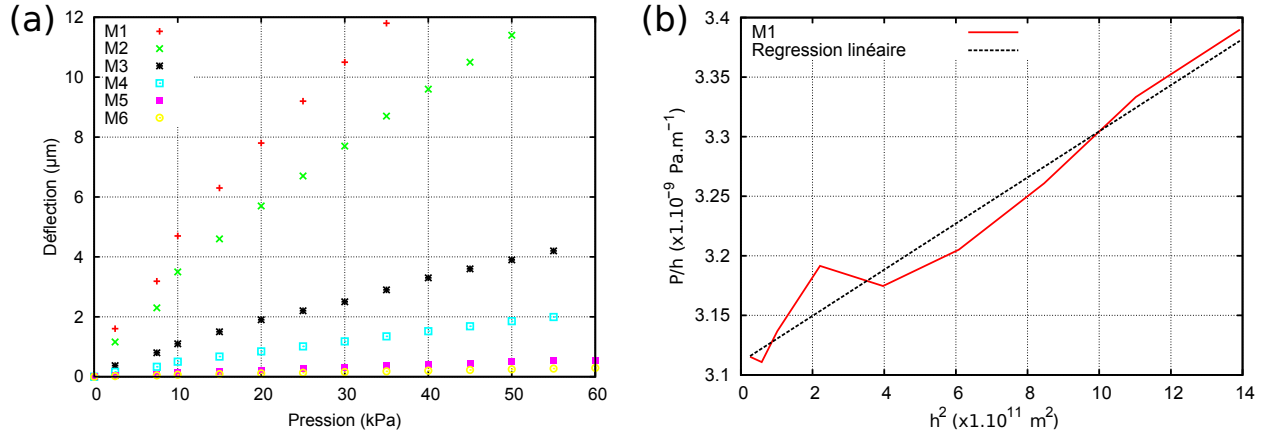 (a)
M1
M2
M3
M4
M5
M6
Déflection (µm)
12
10
8
6
4
2
0
0 10 20 30 40 50 60
Pression (kPa)
(b)
M1
Regression linéaire
P/h (x1.10⁻⁹ Pa.m⁻¹)
3.4
3.35
3.3
3.25
3.2
3.15
3.1
0 2 4 6 8 10 12 14
h² (x1.10¹¹ m²)